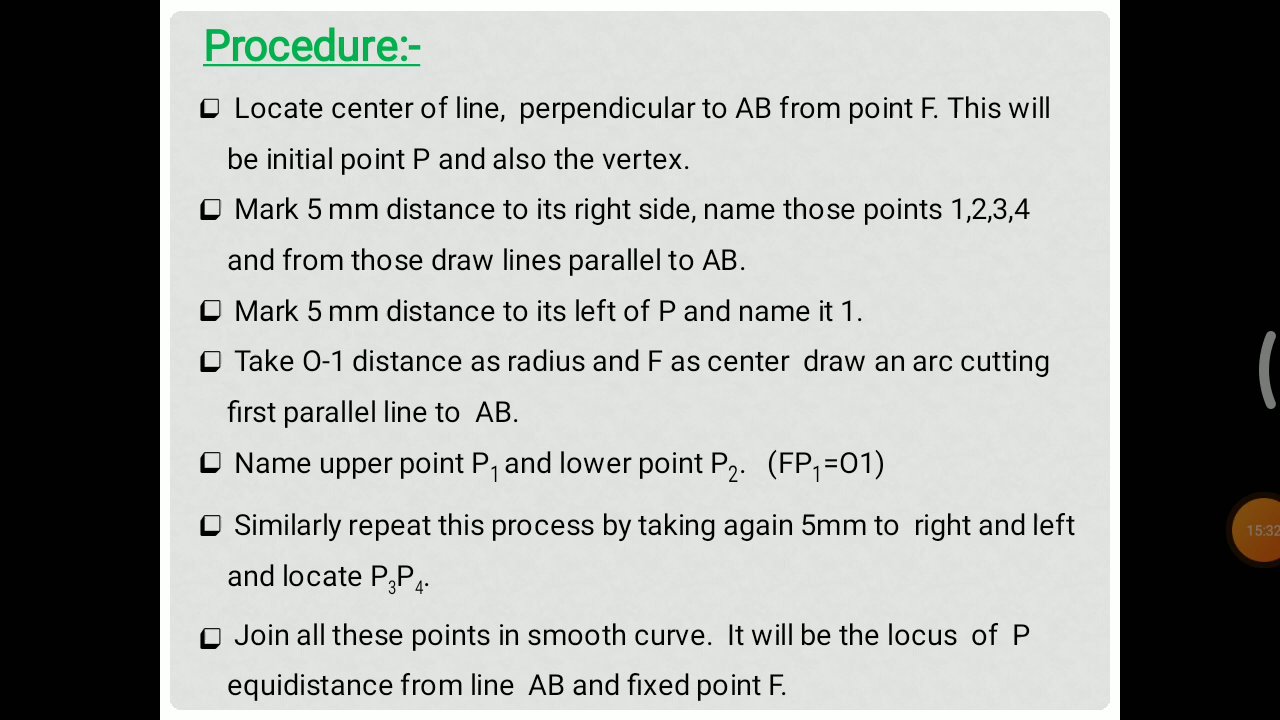 Procedure:-
Locate center of line, perpendicular to AB from point F. This will
be initial point P and also the vertex.
Mark 5 mm distance to its right side, name those points 1,2,3,4
and from those draw lines parallel to AB.
Mark 5 mm distance to its left of P and name it 1.
Take O-1 distance as radius and F as center draw an arc cutting
first parallel line to AB.
Name upper point P1 and lower point P2. (FP1=O1)
Similarly repeat this process by taking again 5mm to right and left
and locate P3P4.
Join all these points in smooth curve. It will be the locus of P
equidistance from line AB and fixed point F.
15:32